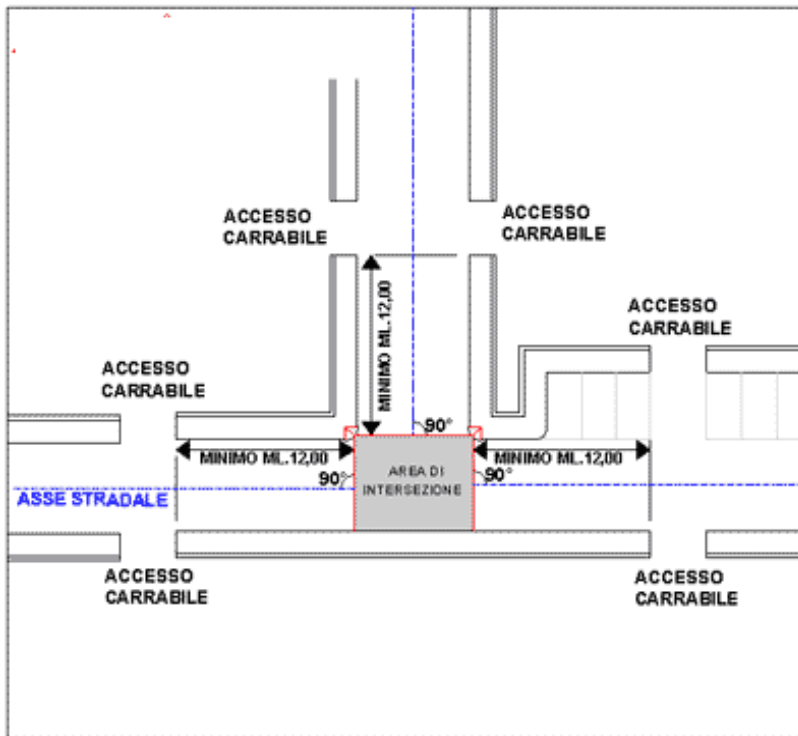 ACCESSO
CARRABILE
ACCESSO
CARRABILE
MINIMO ML.12,00
ACCESSO
CARRABILE
ACCESSO
CARRABILE
90°
MINIMO ML.12,00
MINIMO ML.12,00
AREA DI
INTERSEZIONE
90°
90°
ASSE STRADALE
ACCESSO
CARRABILE
ACCESSO
CARRABILE